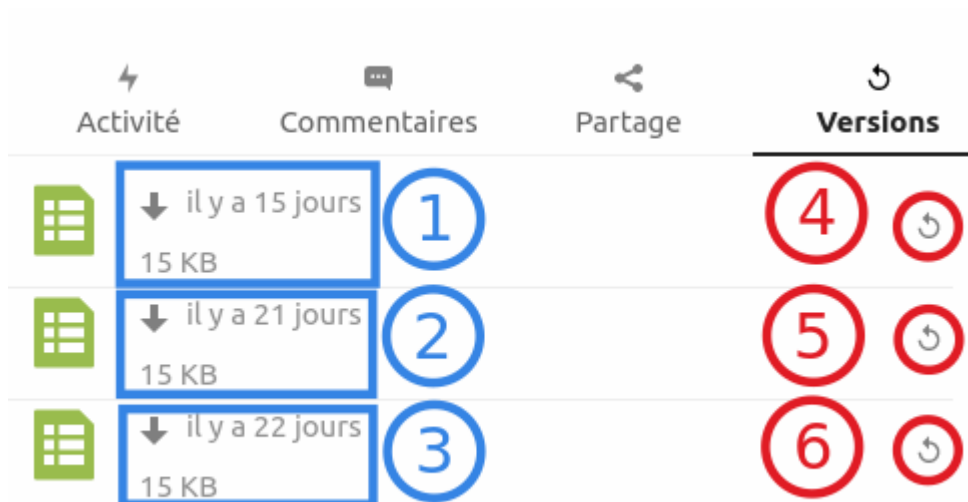 Activité Commentaires Partage Versions
il y a 15 jours 1 4
15 KB
il y a 21 jours 2 5
15 KB
il y a 22 jours 3 6
15 KB